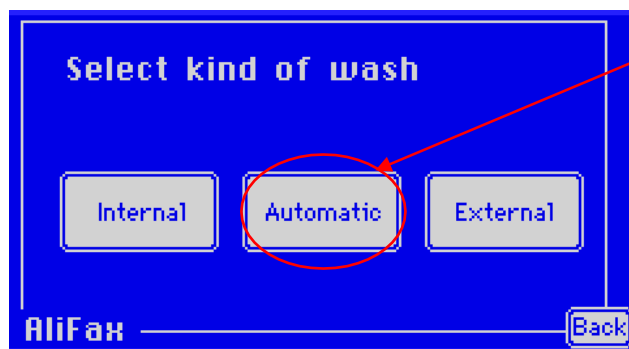 Select kind of wash
Internal Automatic External
AliFax Back